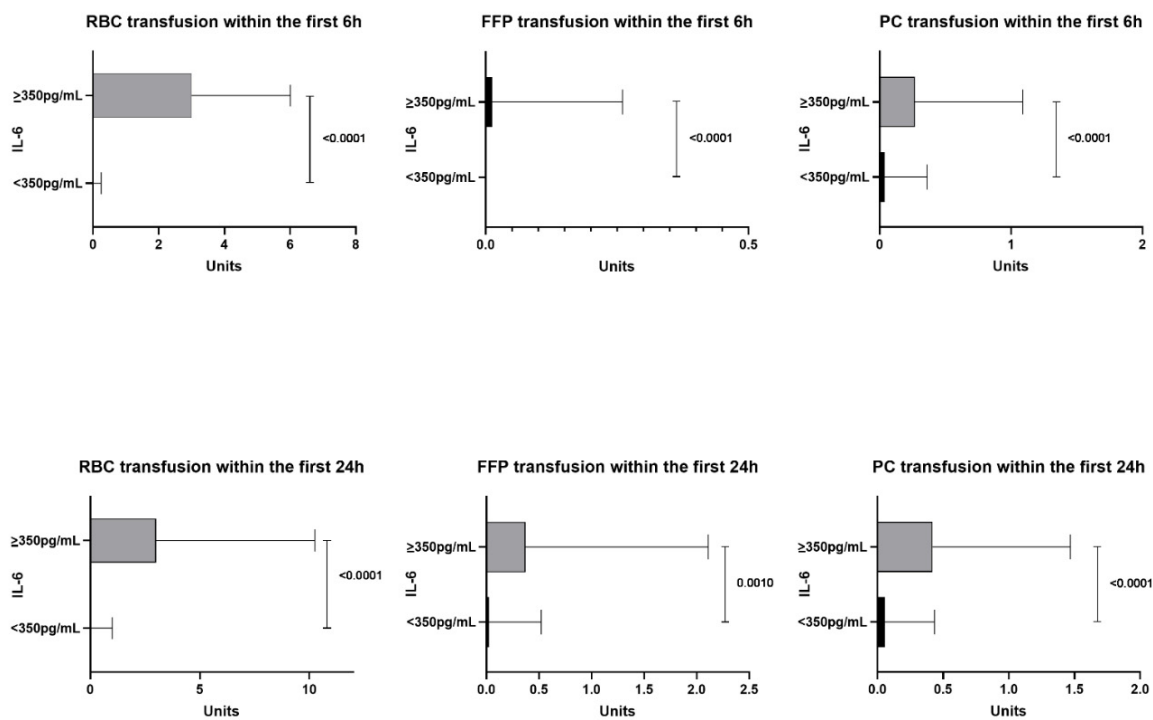 RBC transfusion within the first 6h
≥350pg/mL
IL-6
<350pg/mL
<0.0001
0 2 4 6 8
Units
FFP transfusion within the first 6h
≥350pg/mL
IL-6
<350pg/mL
<0.0001
0.0 0.5
Units
PC transfusion within the first 6h
≥350pg/mL
IL-6
<350pg/mL
<0.0001
0 1 2
Units
RBC transfusion within the first 24h
≥350pg/mL
IL-6
<350pg/mL
<0.0001
0 5 10
Units
FFP transfusion within the first 24h
≥350pg/mL
IL-6
<350pg/mL
0.0010
0.0 0.5 1.0 1.5 2.0 2.5
Units
PC transfusion within the first 24h
≥350pg/mL
IL-6
<350pg/mL
<0.0001
0.0 0.5 1.0 1.5 2.0
Units